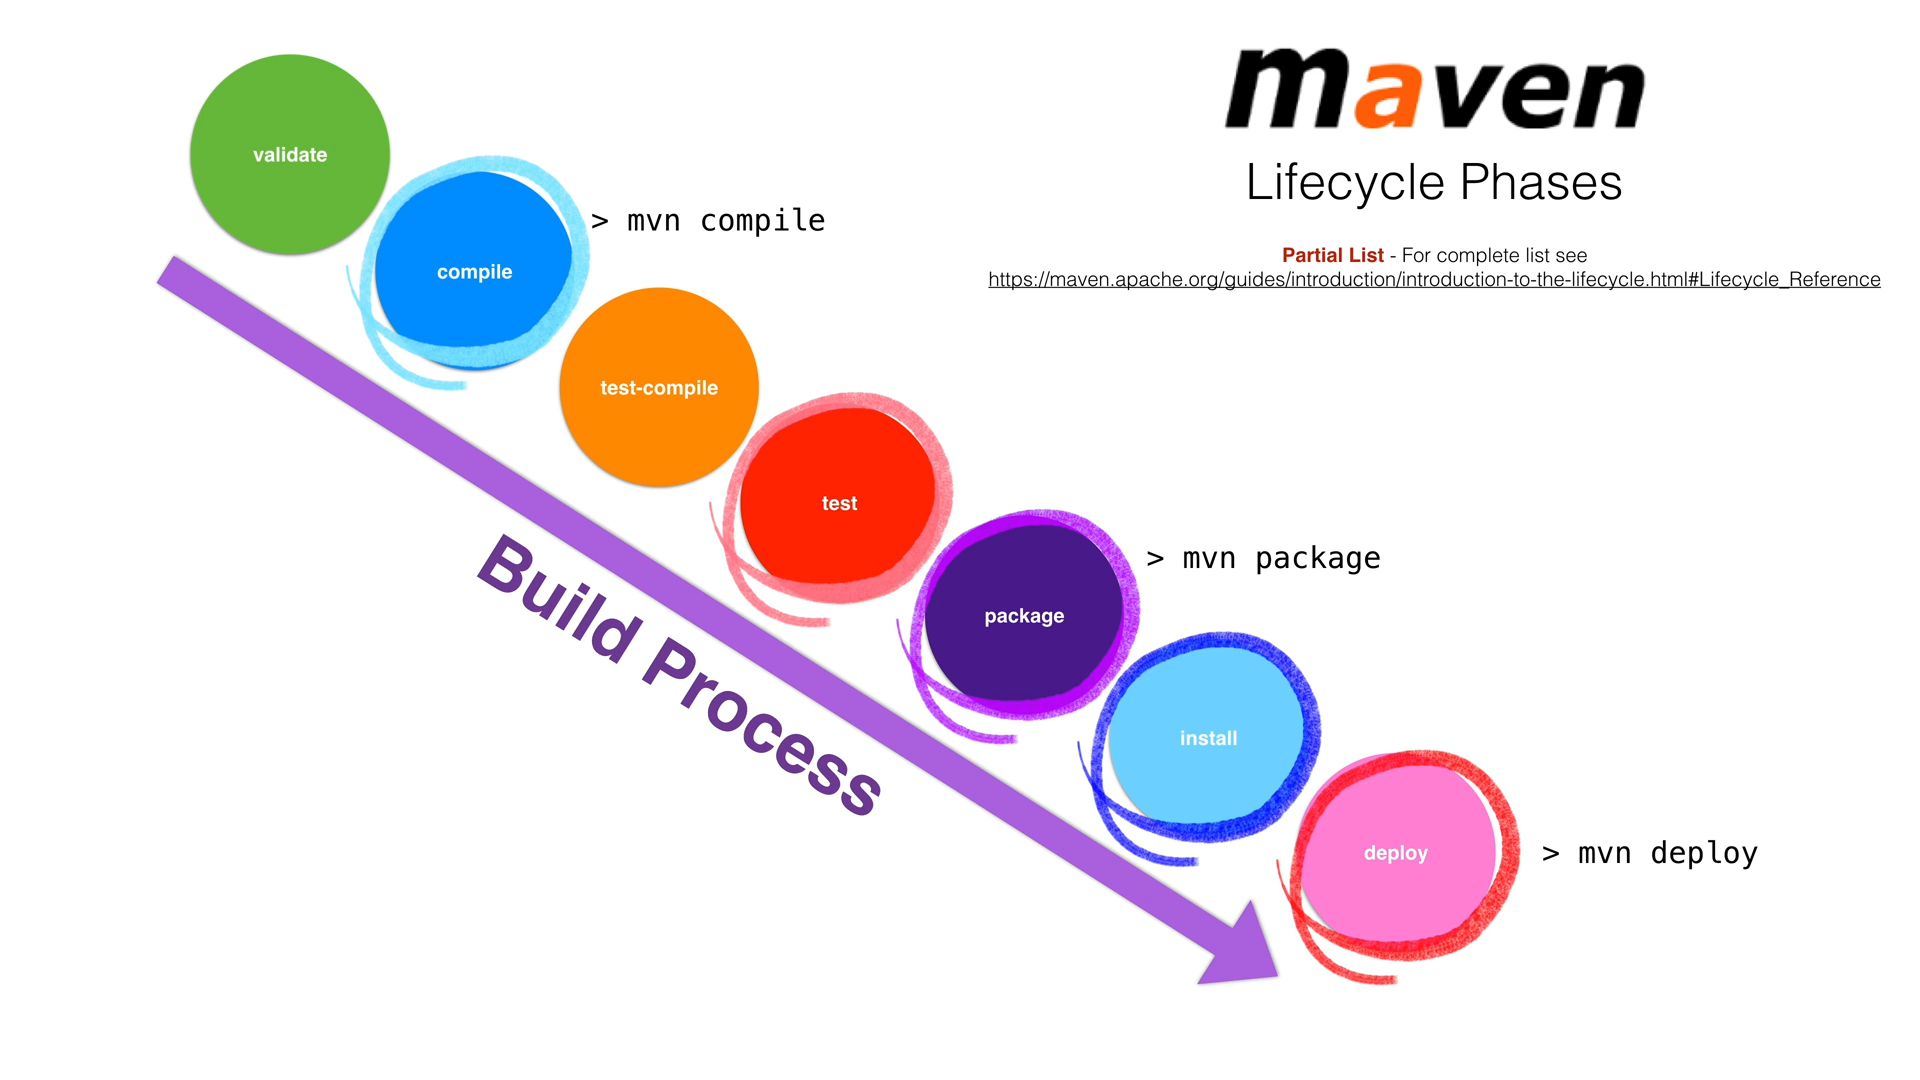 maven
Lifecycle Phases
Partial List - For complete list see
https://maven.apache.org/guides/introduction/introduction-to-the-lifecycle.html#Lifecycle_Reference
validate
compile
> mvn compile
test-compile
test
package
> mvn package
install
deploy
> mvn deploy
Build Process